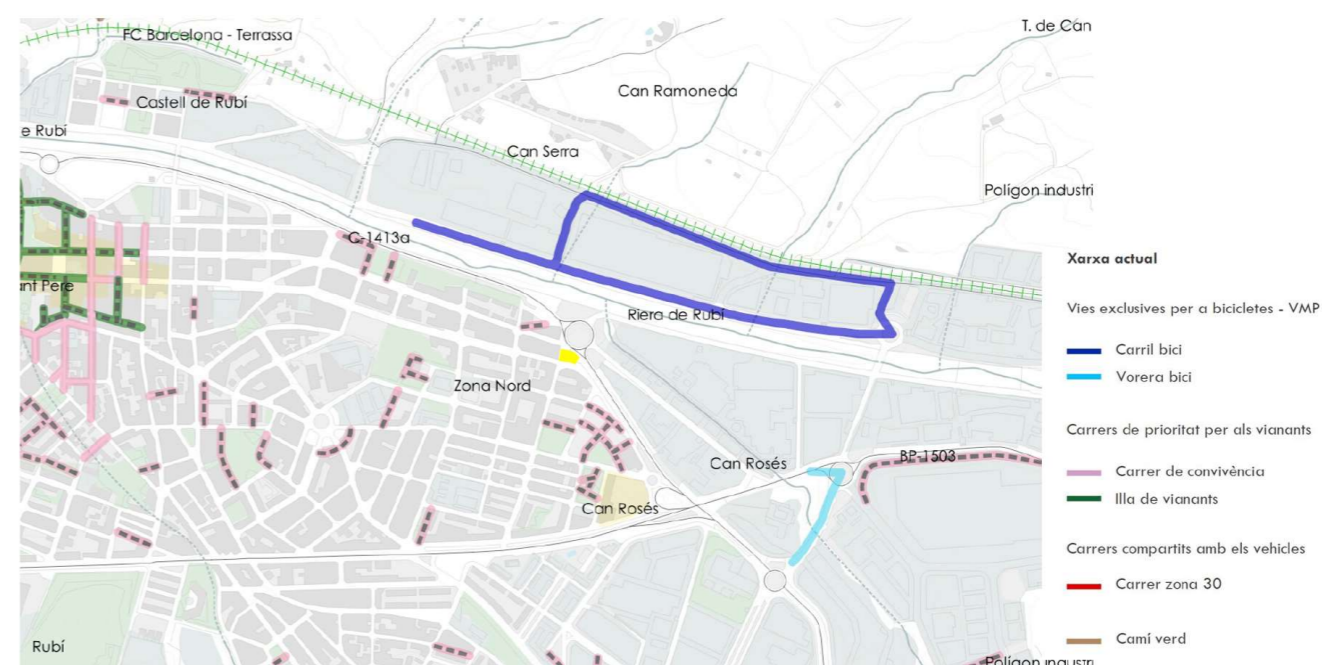 FC Barcelona - Terrassa
T. de Can
Castell de Rubí
Can Ramoneda
e Rubí
Can Serra
Polígon industri
C-1413a
ant Pere
Riera de Rubí
Zona Nord
Can Rosés
BP-1503
Can Rosés
Rubí
Polígon industri
Xarxa actual
Vies exclusives per a bicicletes - VMP
Carril bici
Vorera bici
Carrers de prioritat per als vianants
Carrer de convivència
Illa de vianants
Carrers compartits amb els vehicles
Carrer zona 30
Camí verd